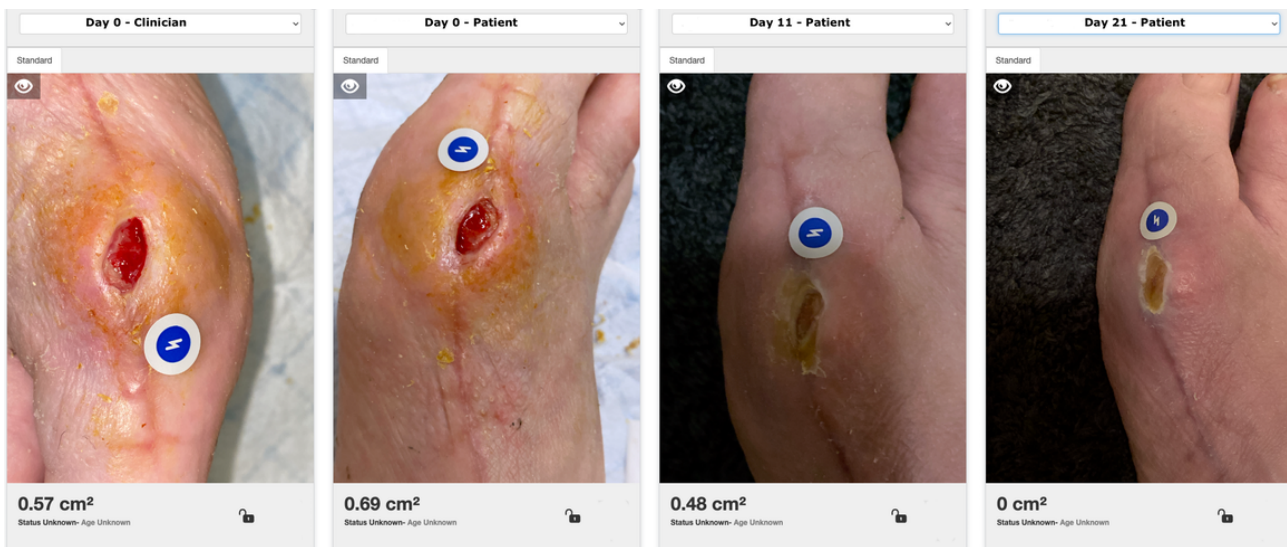 Day 0 - Clinician
Standard
0.57 cm²
Status Unknown- Age Unknown
Day 0 - Patient
Standard
0.69 cm²
Status Unknown- Age Unknown
Day 11 - Patient
Standard
0.48 cm²
Status Unknown- Age Unknown
Day 21 - Patient
Standard
0 cm²
Status Unknown- Age Unknown